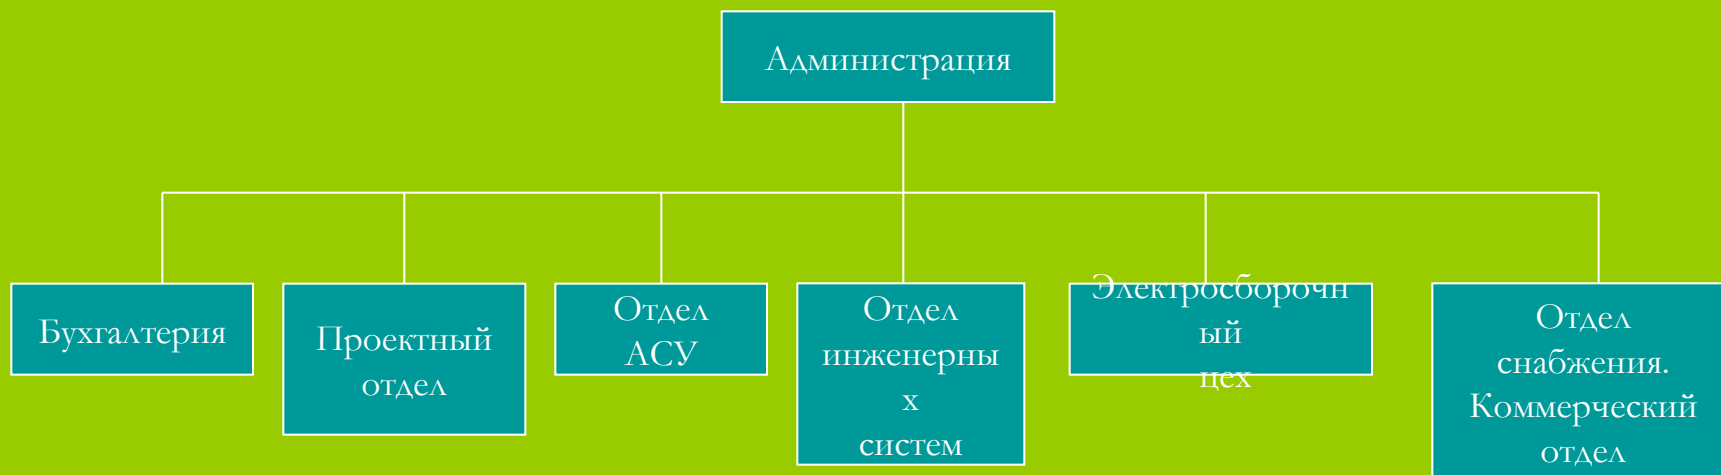 Администрация
Бухгалтерия
Проектный
отдел
Отдел
АСУ
Отдел
инженерны
х
систем
Электросборочн
ый
цех
Отдел
снабжения.
Коммерческий
отдел